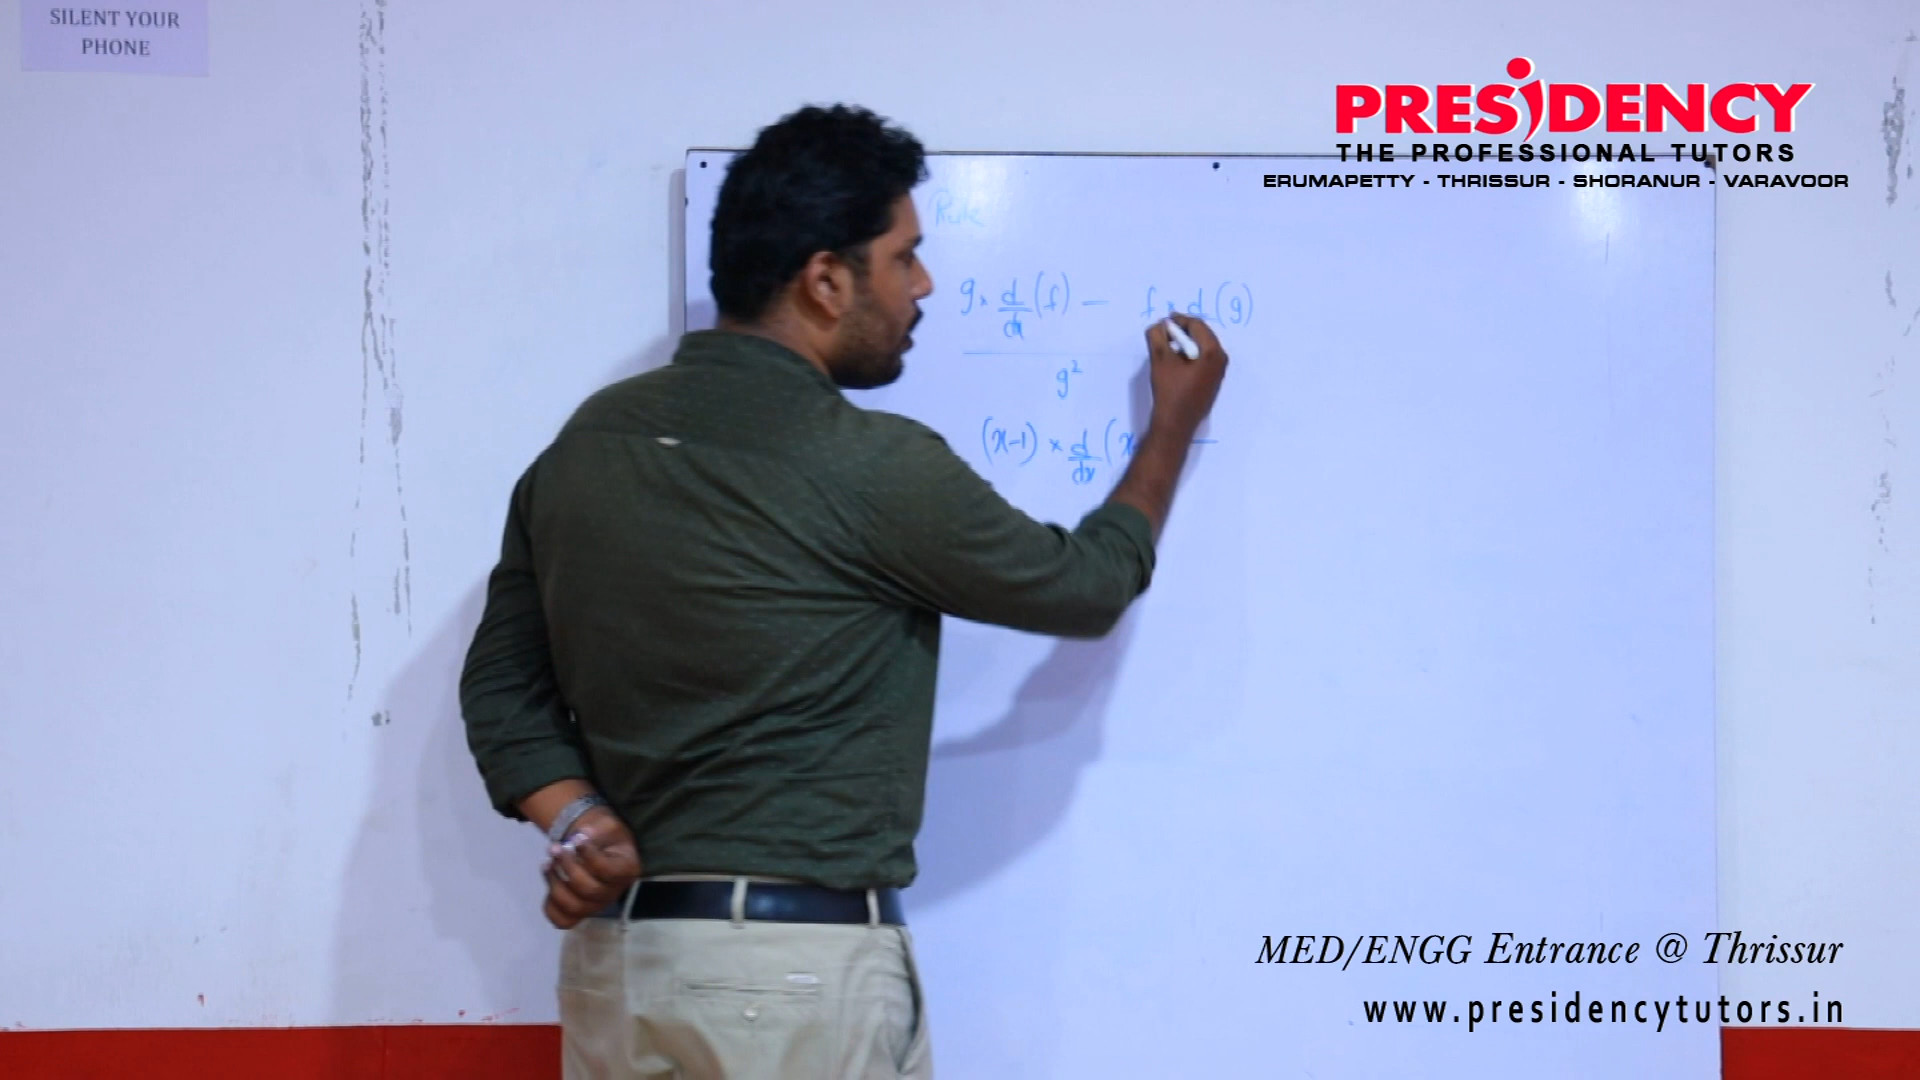 SILENT YOUR
PHONE
PRESIDENCY
THE PROFESSIONAL TUTORS
ERUMAPETTY - THRISSUR - SHORANUR - VARAVOOR
Rule
g × d/dx (f) - f × d (g)
g²
(x-1) × d/dx (x -
MED/ENGG Entrance @ Thrissur
www.presidencytutors.in